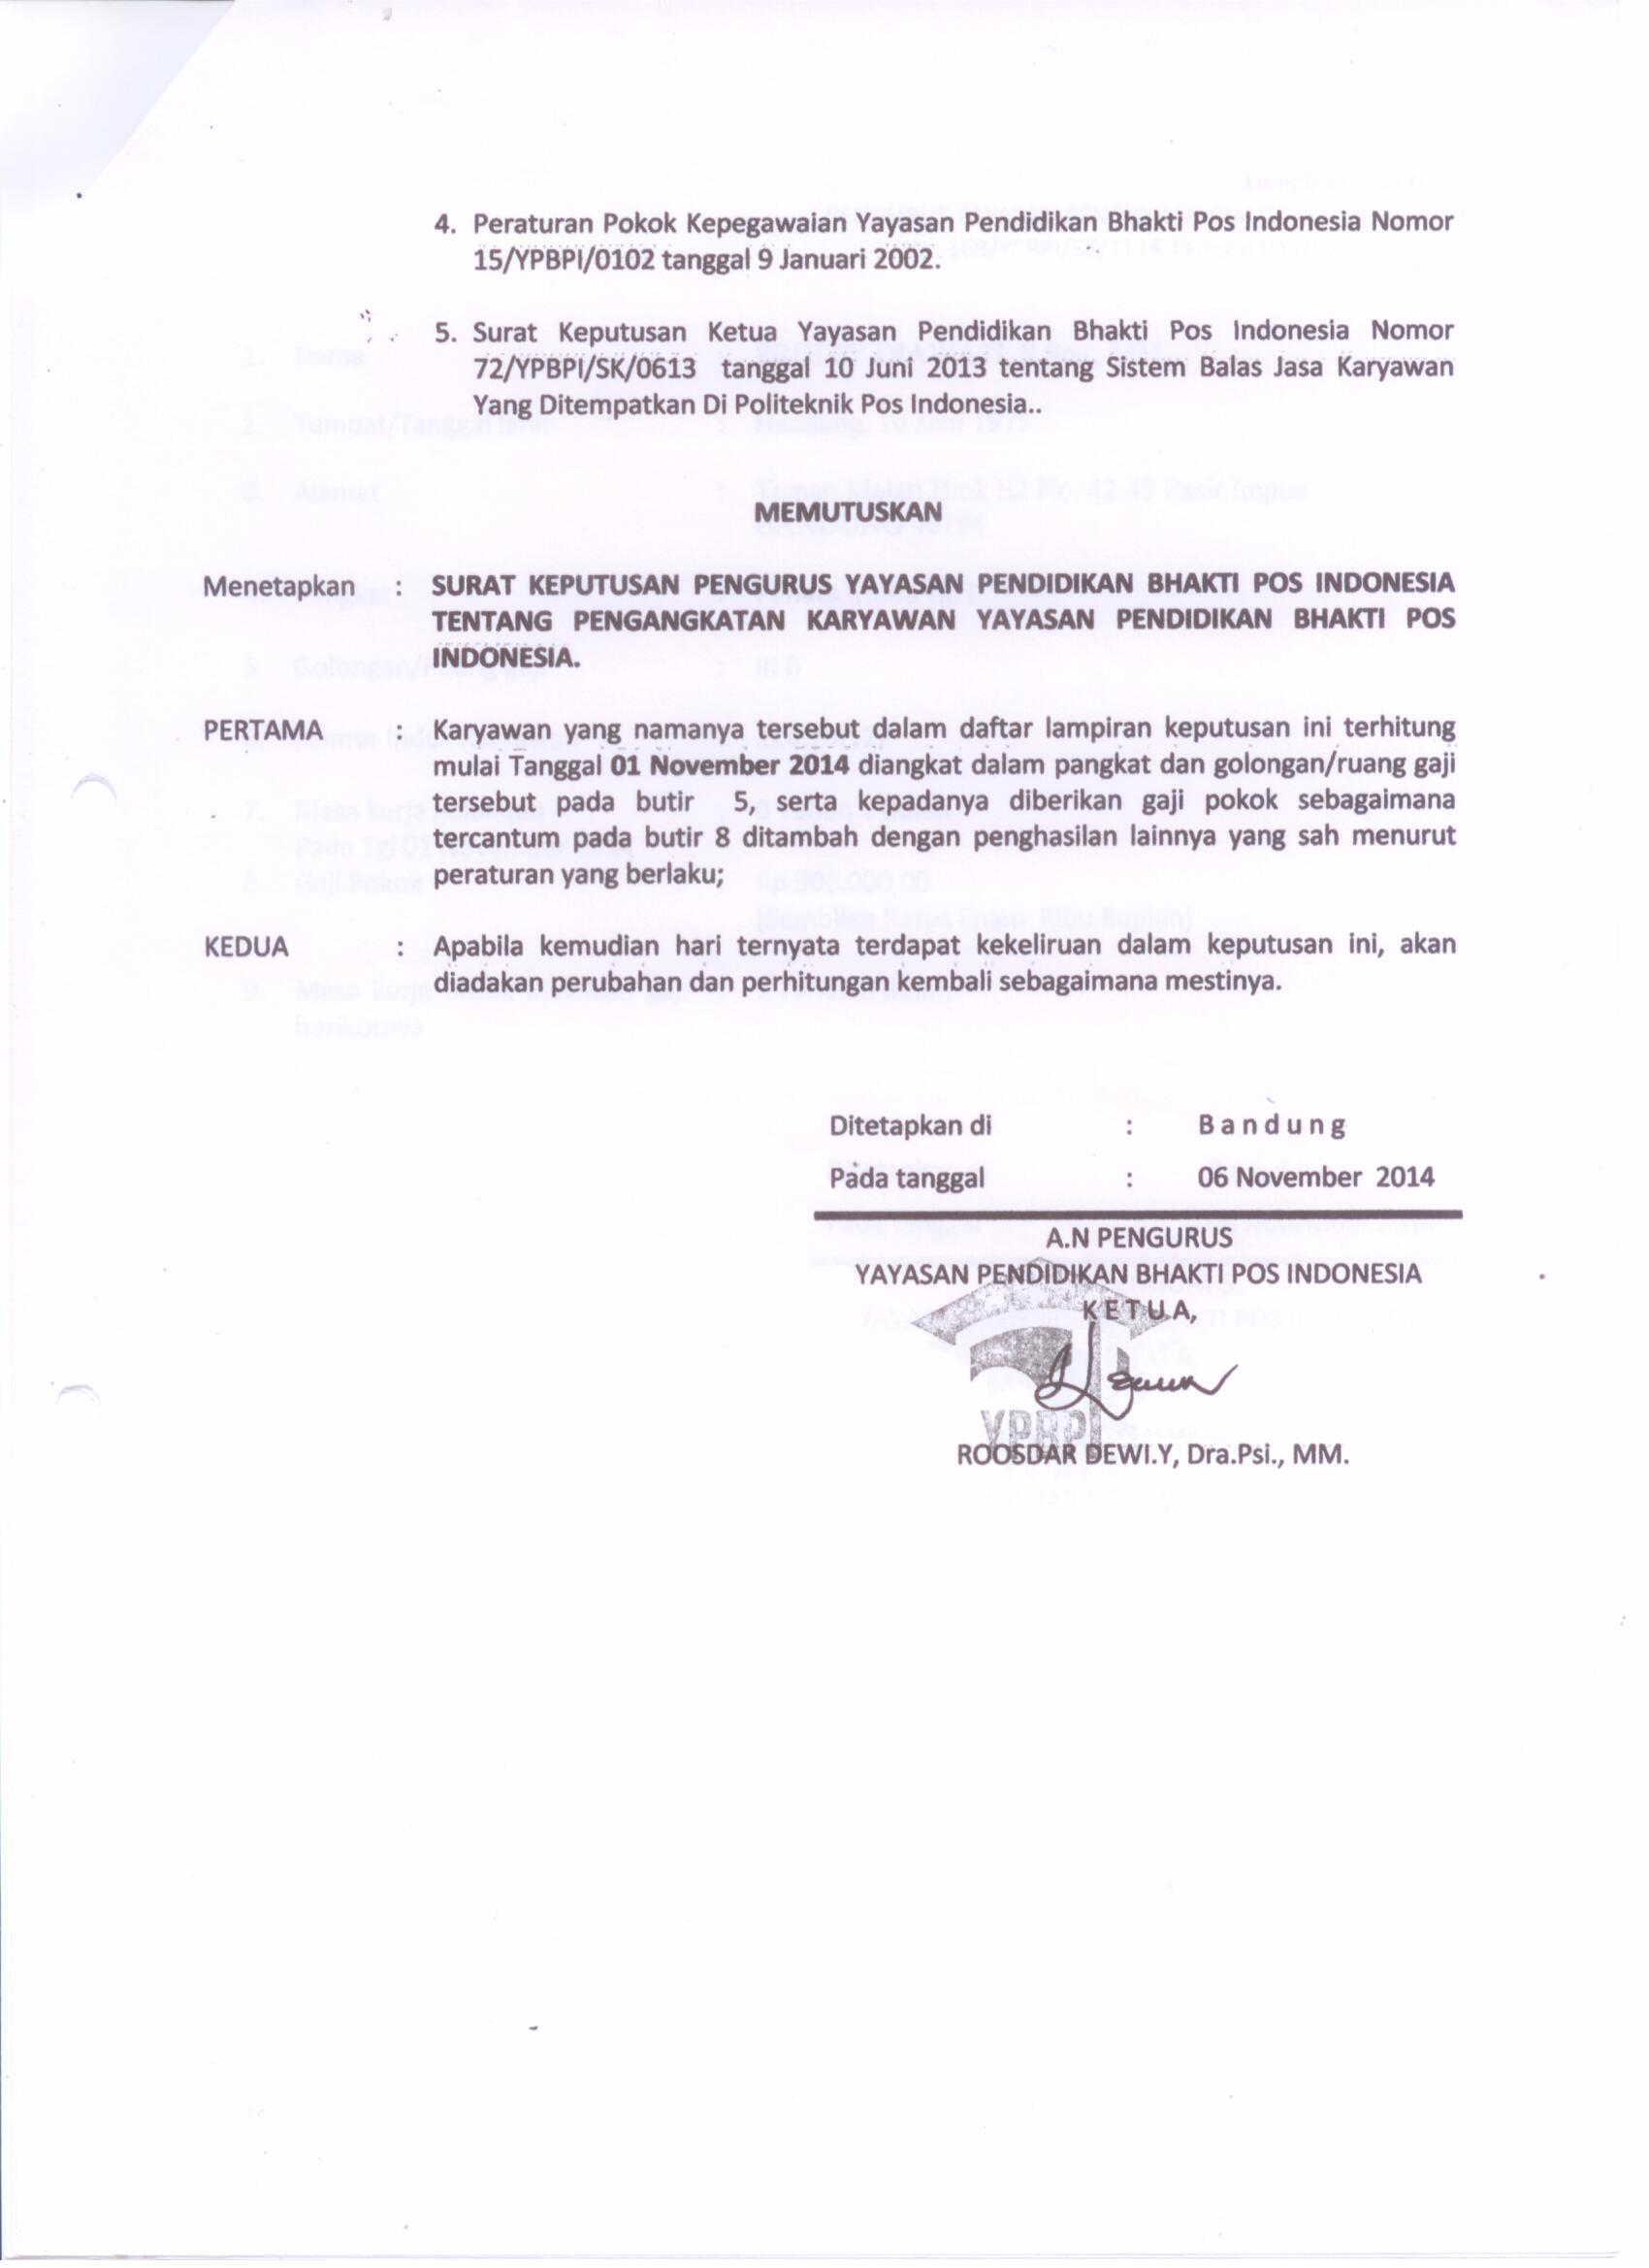 4. Peraturan Pokok Kepegawaian Yayasan Pendidikan Bhakti Pos Indonesia Nomor
15/YPBPI/0102 tanggal 9 Januari 2002.
5. Surat Keputusan Ketua Yayasan Pendidikan Bhakti Pos Indonesia Nomor
72/YPBPI/SK/0613 tanggal 10 Juni 2013 tentang Sistem Balas Jasa Karyawan
Yang Ditempatkan Di Politeknik Pos Indonesia..
MEMUTUSKAN
Menetapkan : SURAT KEPUTUSAN PENGURUS YAYASAN PENDIDIKAN BHAKTI POS INDONESIA
TENTANG PENGANGKATAN KARYAWAN YAYASAN PENDIDIKAN BHAKTI POS
INDONESIA.
PERTAMA : Karyawan yang namanya tersebut dalam daftar lampiran keputusan ini terhitung
mulai Tanggal 01 November 2014 diangkat dalam pangkat dan golongan/ruang gaji
tersebut pada butir 5, serta kepadanya diberikan gaji pokok sebagaimana
tercantum pada butir 8 ditambah dengan penghasilan lainnya yang sah menurut
peraturan yang berlaku;
KEDUA : Apabila kemudian hari ternyata terdapat kekeliruan dalam keputusan ini, akan
diadakan perubahan dan perhitungan kembali sebagaimana mestinya.
Ditetapkan di : B a n d u n g
Pada tanggal : 06 November 2014
A.N PENGURUS
YAYASAN PENDIDIKAN BHAKTI POS INDONESIA
K E T U A,
YPBPI
ROOSDAR DEWI.Y, Dra.Psi., MM.